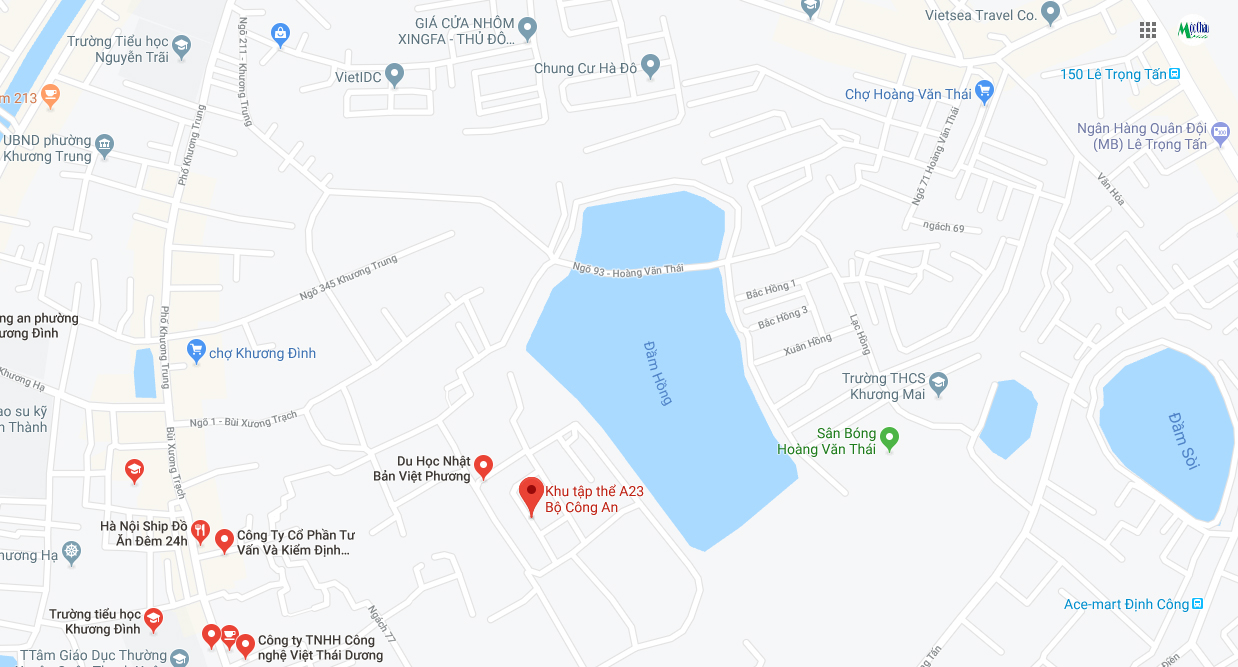 Vietsea Travel Co.
GIÁ CỬA NHÔM
XINGFA - THỦ ĐÔ...
Trường Tiểu học
Nguyễn Trãi
Ngõ 211 - Khương Trung
VietIDC
Chung Cư Hà Đô
150 Lê Trọng Tấn
Chợ Hoàng Văn Thái
m 213
Ngân Hàng Quân Đội
(MB) Lê Trọng Tấn
UBND phường
Khương Trung
Phố Khương Trung
Ngõ 71 Hoàng Văn Thái
Vạn Hóa
ngách 69
Ngõ 93 - Hoàng Văn Thái
Ngõ 345 Khương Trung
Bắc Hồng 1
Bắc Hồng 3
Xuân Hồng
Lạc Hồng
ng an phường
ương Đình
Phố Khương Trung
chợ Khương Đình
Đầm Hồng
Khương Hạ
Trường THCS
Khương Mai
ao su kỹ
n Thành
Ngõ 1 - Bùi Xương Trạch
Bùi Xương Trạch
Sân Bóng
Hoàng Văn Thái
Đầm Sòi
Du Học Nhật
Bản Việt Phương
Khu tập thể A23
Bộ Công An
Hà Nội Ship Đồ
Ăn Đêm 24h
Công Ty Cổ Phần Tư
Vấn Và Kiểm Định...
hương Hạ
Ace-mart Định Công
Trường tiểu học
Khương Đình
Ngách 77
Công ty TNHH Công
nghệ Việt Thái Dương
TTâm Giáo Dục Thường